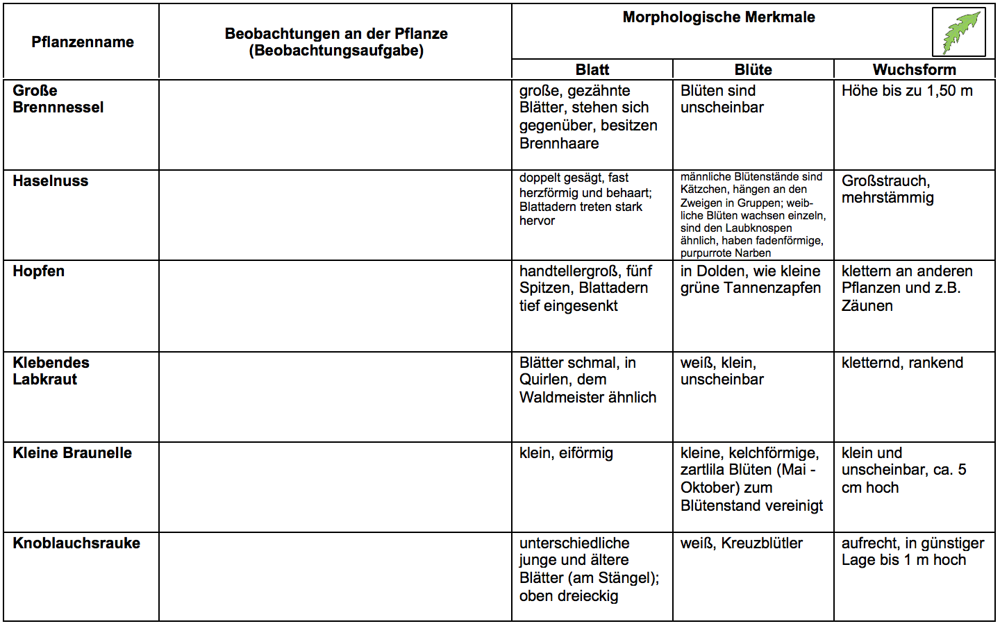 Pflanzenname
Beobachtungen an der Pflanze
(Beobachtungsaufgabe)
Morphologische Merkmale
Blatt
Blüte
Wuchsform
Große
Brennnessel
große, gezähnte
Blätter, stehen sich
gegenüber, besitzen
Brennhaare
Blüten sind
unscheinbar
Höhe bis zu 1,50 m
Haselnuss
doppelt gesägt, fast
herzförmig und behaart;
Blattadern treten stark
hervor
männliche Blütenstände sind
Kätzchen, hängen an den
Zweigen in Gruppen; weib-
liche Blüten wachsen einzeln,
sind den Laubknospen
ähnlich, haben fadenförmige,
purpurrote Narben
Großstrauch,
mehrstämmig
Hopfen
handtellergroß, fünf
Spitzen, Blattadern
tief eingesenkt
in Dolden, wie kleine
grüne Tannenzapfen
klettern an anderen
Pflanzen und z.B.
Zäunen
Klebendes
Labkraut
Blätter schmal, in
Quirlen, dem
Waldmeister ähnlich
weiß, klein,
unscheinbar
kletternd, rankend
Kleine Braunelle
klein, eiförmig
kleine, kelchförmige,
zartlila Blüten (Mai -
Oktober) zum
Blütenstand vereinigt
klein und
unscheinbar, ca. 5
cm hoch
Knoblauchsrauke
unterschiedliche
junge und ältere
Blätter (am Stängel);
oben dreieckig
weiß, Kreuzblütler
aufrecht, in günstiger
Lage bis 1 m hoch